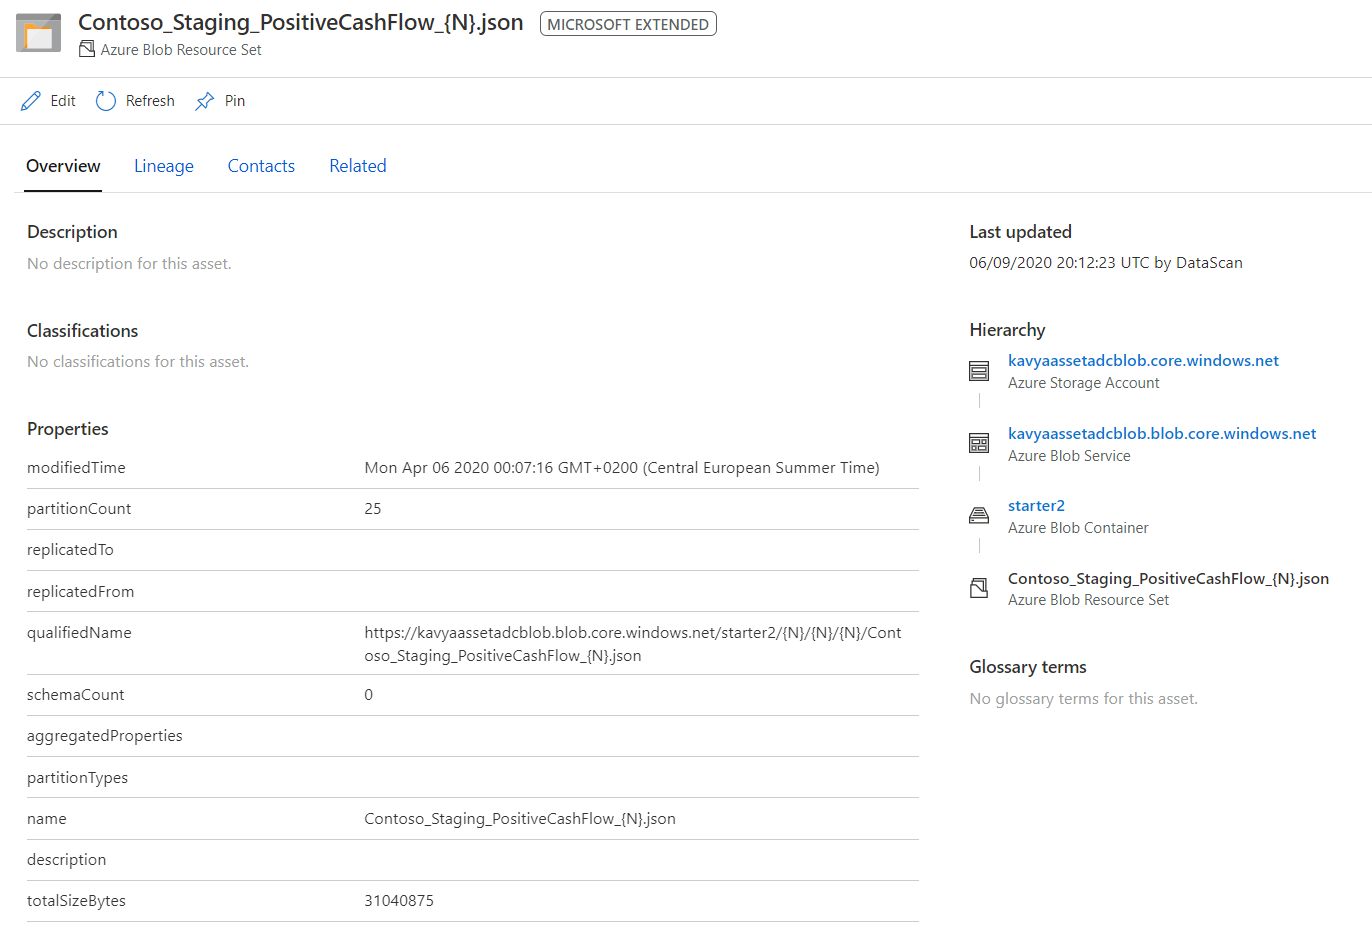 Contoso_Staging_PositiveCashFlow_{N}.json MICROSOFT EXTENDED
Azure Blob Resource Set
Edit Refresh Pin
Overview Lineage Contacts Related
Description
No description for this asset.
Classifications
No classifications for this asset.
Properties
modifiedTime Mon Apr 06 2020 00:07:16 GMT+0200 (Central European Summer Time)
partitionCount 25
replicatedTo
replicatedFrom
qualifiedName https://kavyaassetadcblob.blob.core.windows.net/starter2/{N}/{N}/{N}/Cont
oso_Staging_PositiveCashFlow_{N}.json
schemaCount 0
aggregatedProperties
partitionTypes
name Contoso_Staging_PositiveCashFlow_{N}.json
description
totalSizeBytes 31040875
Last updated
06/09/2020 20:12:23 UTC by DataScan
Hierarchy
kavyaassetadcblob.core.windows.net
Azure Storage Account
kavyaassetadcblob.blob.core.windows.net
Azure Blob Service
starter2
Azure Blob Container
Contoso_Staging_PositiveCashFlow_{N}.json
Azure Blob Resource Set
Glossary terms
No glossary terms for this asset.